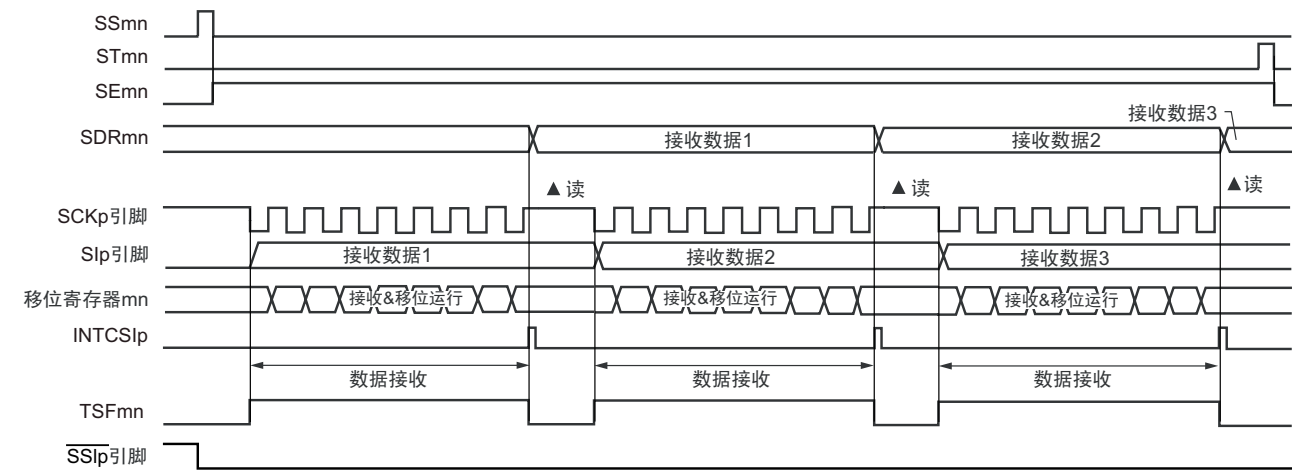 SSmn
STmn
SEmn
接收数据3
SDRmn 接收数据1 接收数据2
▲读 ▲读 ▲读
SCKp引脚
SIp引脚 接收数据1 接收数据2 接收数据3
移位寄存器mn 接收&移位运行 接收&移位运行 接收&移位运行
INTCSIp
数据接收 数据接收 数据接收
TSFmn
SSIp引脚